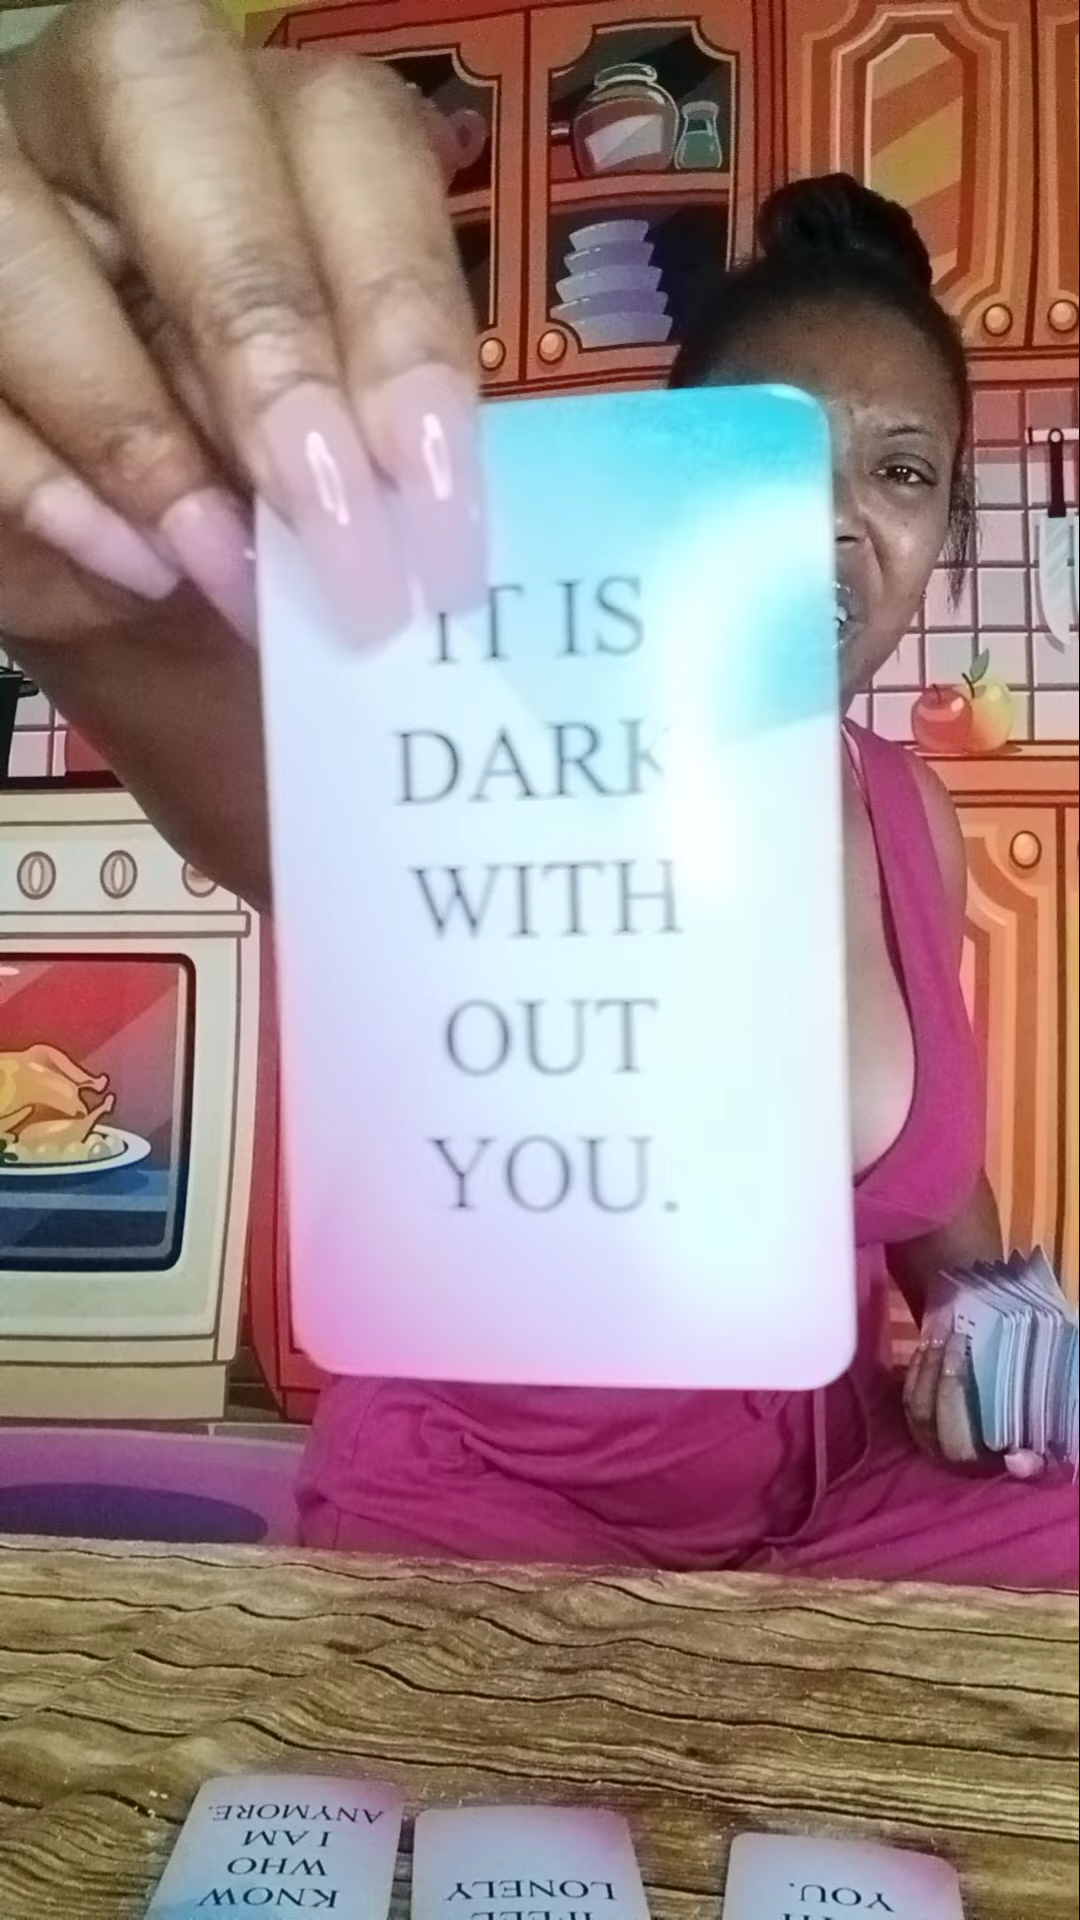 IT IS
DARK
WITH
OUT
YOU.
KNOW
WHO
I AM
ANYMORE.
LONELY
YOU.